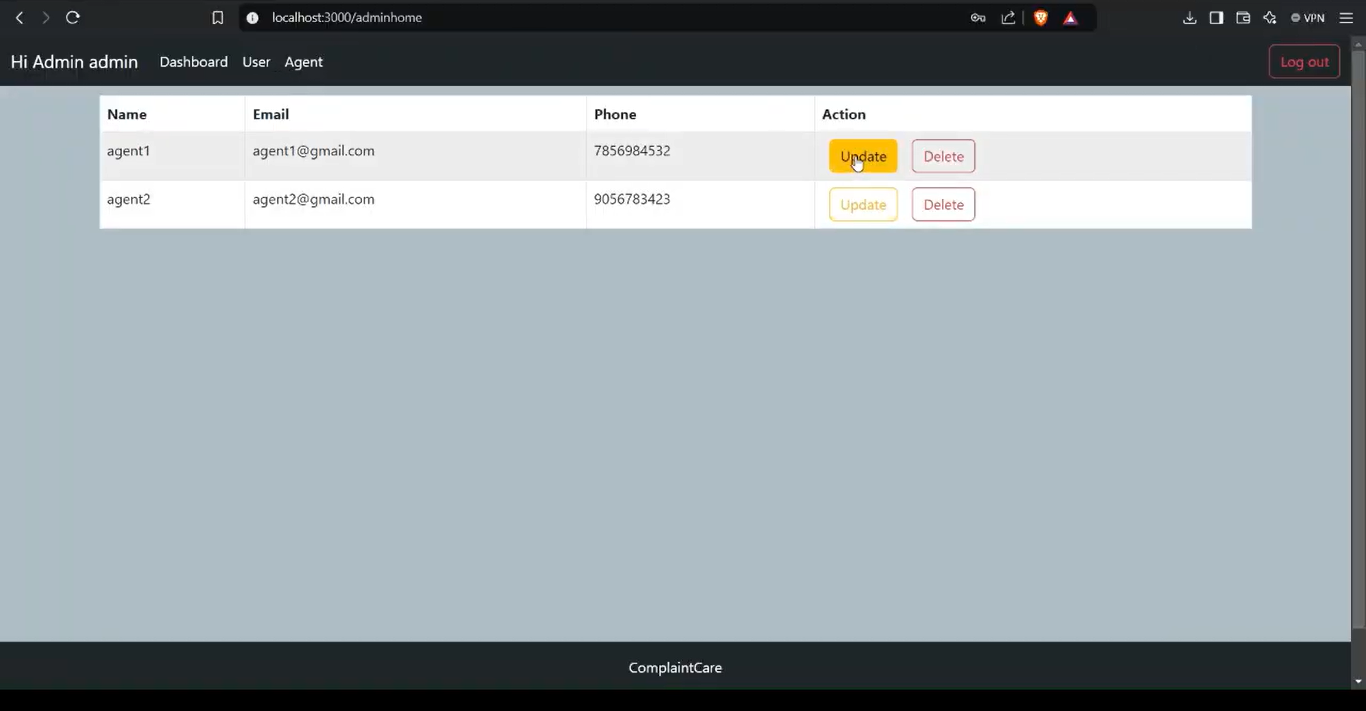 localhost:3000/adminhome VPN
Hi Admin admin Dashboard User Agent Log out
Name Email Phone Action
agent1 agent1@gmail.com 7856984532 Update Delete
agent2 agent2@gmail.com 9056783423 Update Delete
ComplaintCare